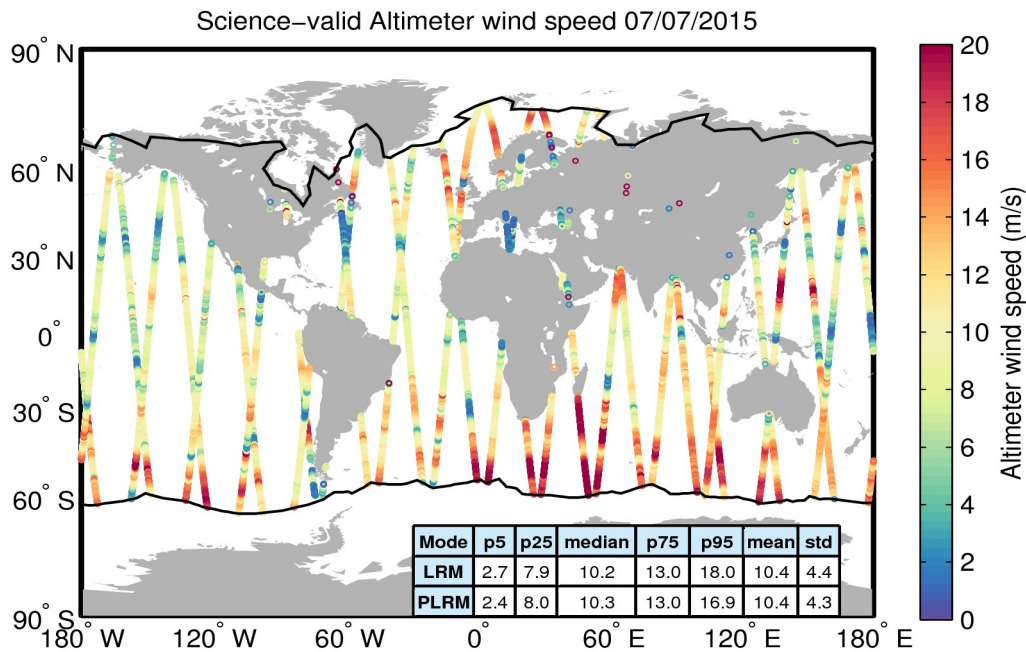 Science−valid Altimeter wind speed 07/07/2015
90° N
60° N
30° N
0°
30° S
60° S
90° S
180° W
120° W
60° W
0°
60° E
120° E
180° E
Mode p5 p25 median p75 p95 mean std
LRM 2.7 7.9 10.2 13.0 18.0 10.4 4.4
PLRM 2.4 8.0 10.3 13.0 16.9 10.4 4.3
20
18
16
14
12
10
8
6
4
2
0
Altimeter wind speed (m/s)